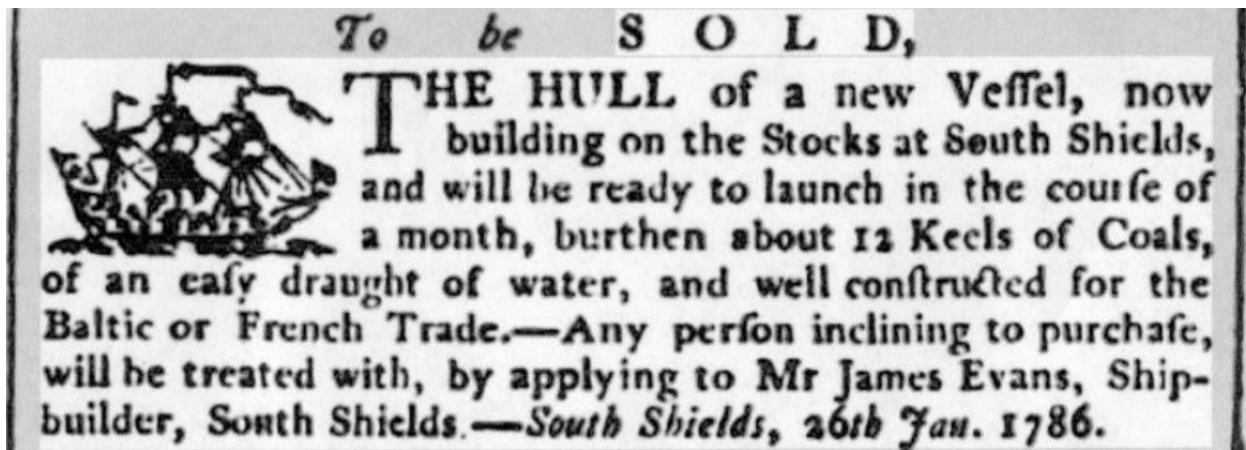 To be SOLD,
THE HULL of a new Veſſel, now
building on the Stocks at South Shields,
and will be ready to launch in the courſe of
a month, burthen about 12 Keels of Coals,
of an eaſy draught of water, and well conſtructed for the
Baltic or French Trade.—Any perſon inclining to purchaſe,
will be treated with, by applying to Mr James Evans, Ship-
builder, South Shields.—South Shields, 26th Jan. 1786.